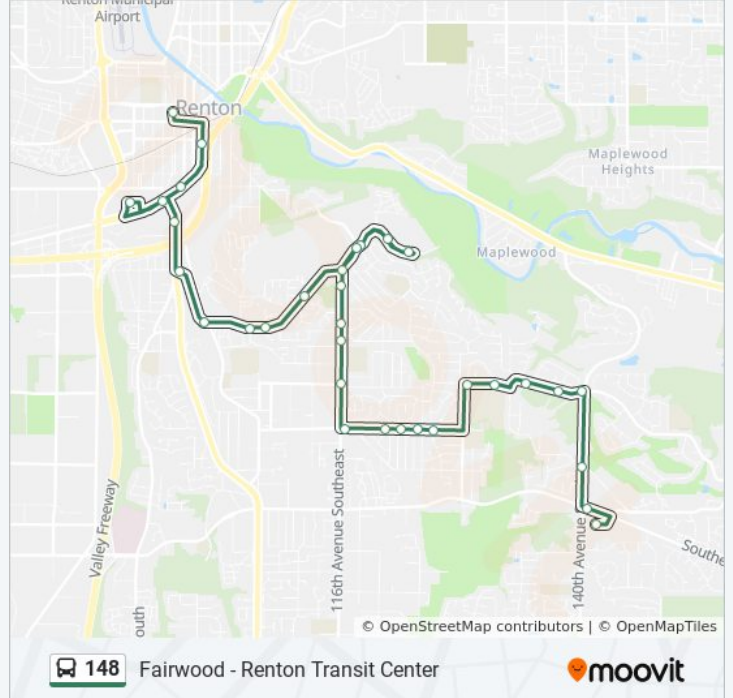 Renton Municipal
Airport
Renton
Maplewood
Heights
Maplewood
Valley Freeway
outh
116th Avenue Southeast
140th Avenue
Southe
© OpenStreetMap contributors | © OpenMapTiles
148 Fairwood - Renton Transit Center
moovit